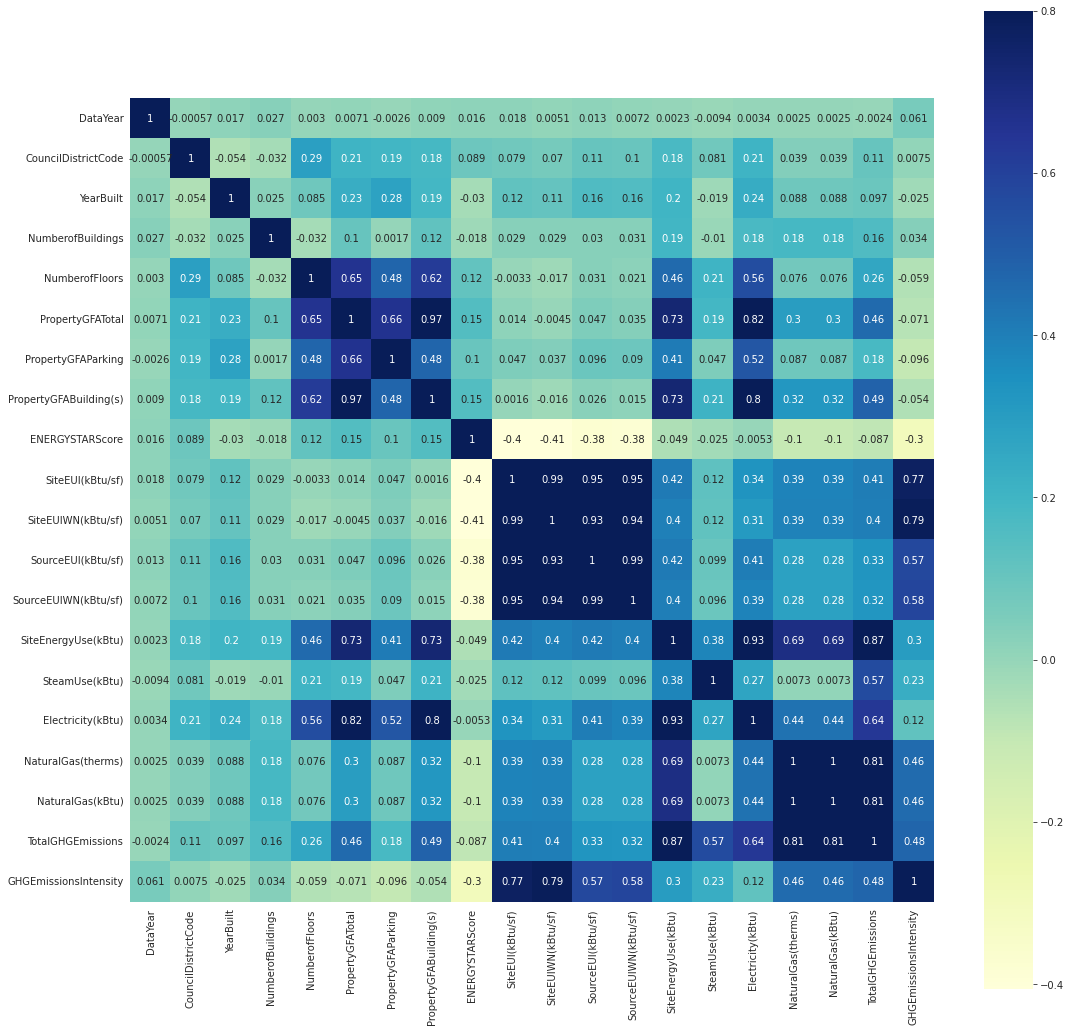 DataYear 1 -0.00057 0.017 0.027 0.003 0.0071 -0.0026 0.009 0.016 0.018 0.0051 0.013 0.0072 0.0023 -0.0094 0.0034 0.0025 0.0025 -0.0024 0.061
CouncilDistrictCode -0.00057 1 -0.054 -0.032 0.29 0.21 0.19 0.18 0.089 0.079 0.07 0.11 0.1 0.18 0.081 0.21 0.039 0.039 0.11 0.0075
YearBuilt 0.017 -0.054 1 0.025 0.085 0.23 0.28 0.19 -0.03 0.12 0.11 0.16 0.16 0.2 -0.019 0.24 0.088 0.088 0.097 -0.025
NumberofBuildings 0.027 -0.032 0.025 1 -0.032 0.1 0.0017 0.12 -0.018 0.029 0.029 0.03 0.031 0.19 -0.01 0.18 0.18 0.18 0.16 0.034
NumberofFloors 0.003 0.29 0.085 -0.032 1 0.65 0.48 0.62 0.12 -0.0033 -0.017 0.031 0.021 0.46 0.21 0.56 0.076 0.076 0.26 -0.059
PropertyGFATotal 0.0071 0.21 0.23 0.1 0.65 1 0.66 0.97 0.15 0.014 -0.0045 0.047 0.035 0.73 0.19 0.82 0.3 0.3 0.46 -0.071
PropertyGFAParking -0.0026 0.19 0.28 0.0017 0.48 0.66 1 0.48 0.1 0.047 0.037 0.096 0.09 0.41 0.047 0.52 0.087 0.087 0.18 -0.096
PropertyGFABuilding(s) 0.009 0.18 0.19 0.12 0.62 0.97 0.48 1 0.15 0.0016 -0.016 0.026 0.015 0.73 0.21 0.8 0.32 0.32 0.49 -0.054
ENERGYSTARScore 0.016 0.089 -0.03 -0.018 0.12 0.15 0.1 0.15 1 -0.4 -0.41 -0.38 -0.38 -0.049 -0.025 -0.0053 -0.1 -0.1 -0.087 -0.3
SiteEUI(kBtu/sf) 0.018 0.079 0.12 0.029 -0.0033 0.014 0.047 0.0016 -0.4 1 0.99 0.95 0.95 0.42 0.12 0.34 0.39 0.39 0.41 0.77
SiteEUIWN(kBtu/sf) 0.0051 0.07 0.11 0.029 -0.017 -0.0045 0.037 -0.016 -0.41 0.99 1 0.93 0.94 0.4 0.12 0.31 0.39 0.39 0.4 0.79
SourceEUI(kBtu/sf) 0.013 0.11 0.16 0.03 0.031 0.047 0.096 0.026 -0.38 0.95 0.93 1 0.99 0.42 0.099 0.41 0.28 0.28 0.33 0.57
SourceEUIWN(kBtu/sf) 0.0072 0.1 0.16 0.031 0.021 0.035 0.09 0.015 -0.38 0.95 0.94 0.99 1 0.4 0.096 0.39 0.28 0.28 0.32 0.58
SiteEnergyUse(kBtu) 0.0023 0.18 0.2 0.19 0.46 0.73 0.41 0.73 -0.049 0.42 0.4 0.42 0.4 1 0.38 0.93 0.69 0.69 0.87 0.3
SteamUse(kBtu) -0.0094 0.081 -0.019 -0.01 0.21 0.19 0.047 0.21 -0.025 0.12 0.12 0.099 0.096 0.38 1 0.27 0.0073 0.0073 0.57 0.23
Electricity(kBtu) 0.0034 0.21 0.24 0.18 0.56 0.82 0.52 0.8 -0.0053 0.34 0.31 0.41 0.39 0.93 0.27 1 0.44 0.44 0.64 0.12
NaturalGas(therms) 0.0025 0.039 0.088 0.18 0.076 0.3 0.087 0.32 -0.1 0.39 0.39 0.28 0.28 0.69 0.0073 0.44 1 1 0.81 0.46
NaturalGas(kBtu) 0.0025 0.039 0.088 0.18 0.076 0.3 0.087 0.32 -0.1 0.39 0.39 0.28 0.28 0.69 0.0073 0.44 1 1 0.81 0.46
TotalGHGEmissions -0.0024 0.11 0.097 0.16 0.26 0.46 0.18 0.49 -0.087 0.41 0.4 0.33 0.32 0.87 0.57 0.64 0.81 0.81 1 0.48
GHGEmissionsIntensity 0.061 0.0075 -0.025 0.034 -0.059 -0.071 -0.096 -0.054 -0.3 0.77 0.79 0.57 0.58 0.3 0.23 0.12 0.46 0.46 0.48 1
DataYear
CouncilDistrictCode
YearBuilt
NumberofBuildings
NumberofFloors
PropertyGFATotal
PropertyGFAParking
PropertyGFABuilding(s)
ENERGYSTARScore
SiteEUI(kBtu/sf)
SiteEUIWN(kBtu/sf)
SourceEUI(kBtu/sf)
SourceEUIWN(kBtu/sf)
SiteEnergyUse(kBtu)
SteamUse(kBtu)
Electricity(kBtu)
NaturalGas(therms)
NaturalGas(kBtu)
TotalGHGEmissions
GHGEmissionsIntensity
0.8
0.6
0.4
0.2
0.0
−0.2
−0.4